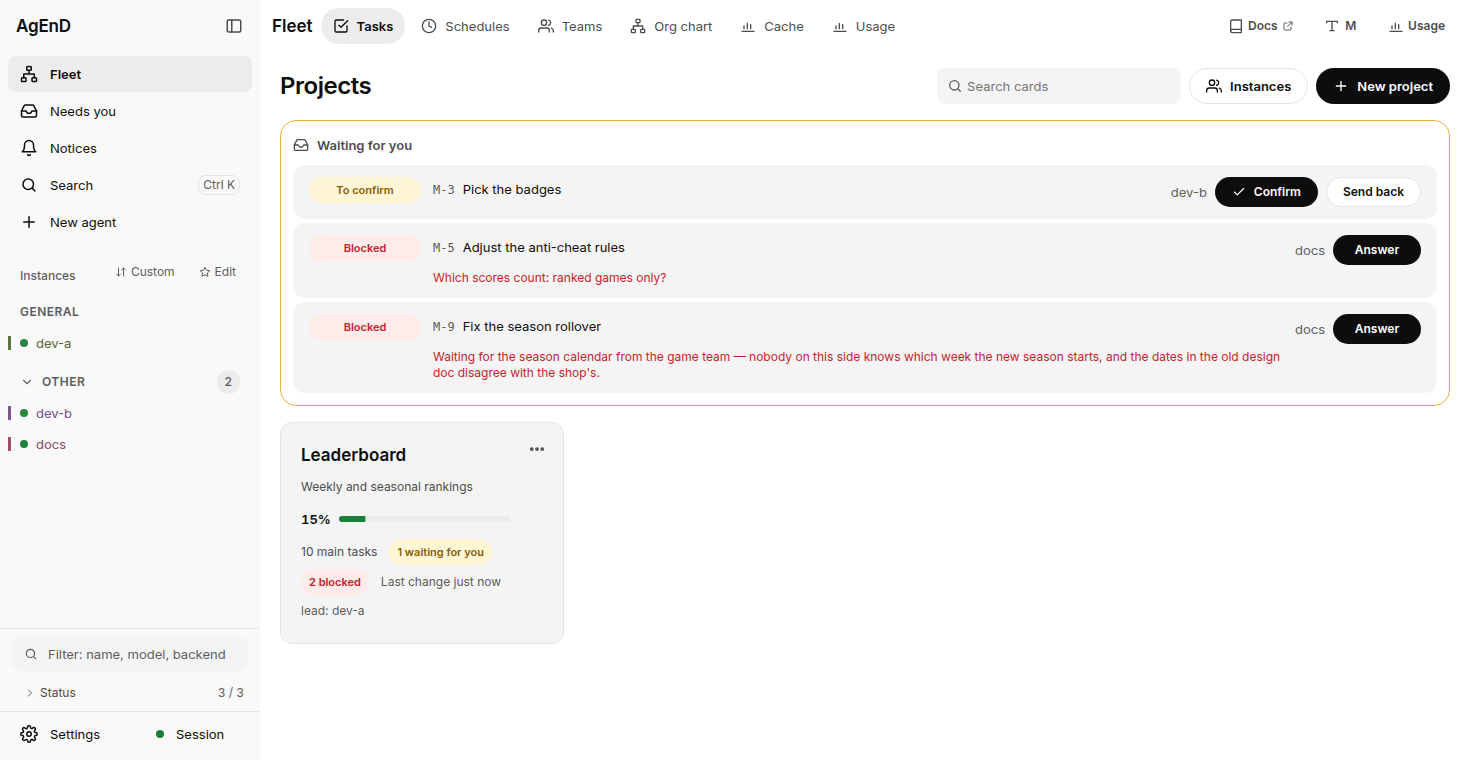 AgEnD
Fleet
Needs you
Notices
Search Ctrl K
New agent
Instances Custom Edit
GENERAL
dev-a
OTHER 2
dev-b
docs
Filter: name, model, backend
Status 3 / 3
Settings Session
Fleet Tasks Schedules Teams Org chart Cache Usage Docs M Usage
Projects Search cards Instances New project
Waiting for you
To confirm M-3 Pick the badges dev-b Confirm Send back
Blocked M-5 Adjust the anti-cheat rules docs Answer
Which scores count: ranked games only?
Blocked M-9 Fix the season rollover docs Answer
Waiting for the season calendar from the game team — nobody on this side knows which week the new season starts, and the dates in the old design
doc disagree with the shop's.
Leaderboard
Weekly and seasonal rankings
15%
10 main tasks 1 waiting for you
2 blocked Last change just now
lead: dev-a